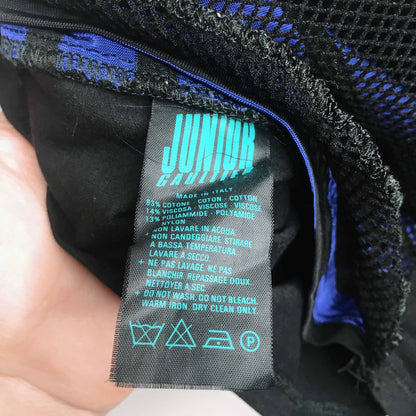 JUNIOR
GAULTIER
MADE IN ITALY
73% COTONE - COTON - COTTON
14% VISCOSA - VISCOSE - VISCOSE
13% POLIAMMIDE - POLYAMIDE
NYLON
• NON LAVARE IN ACQUA.
NON CANDEGGIARE STIRARE
A BASSA TEMPERATURA.
LAVARE A SECCO.
• NE PAS LAVAGE. NE PAS
BLANCHIR REPASSAGE DOUX.
NETTOYER A SEC.
• DO NOT WASH. DO NOT BLEACH.
WARM IRON. DRY CLEAN ONLY.
P